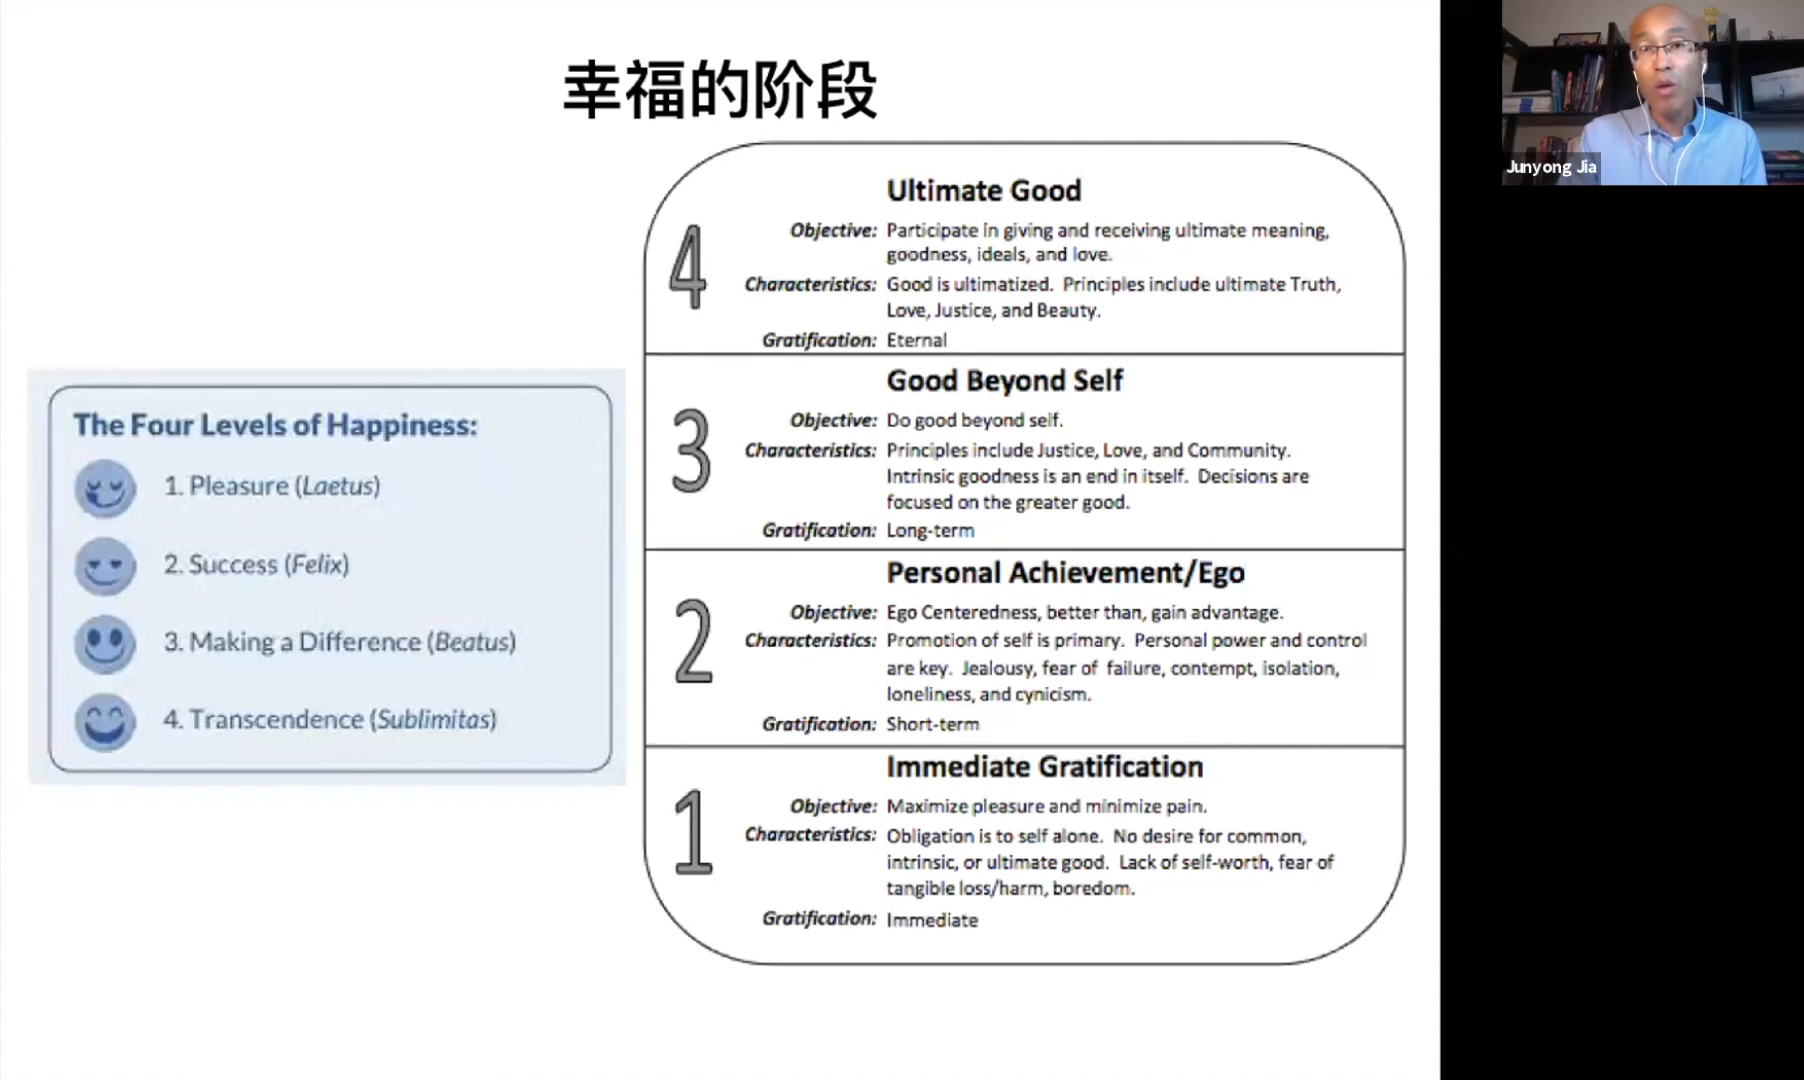 幸福的阶段
The Four Levels of Happiness:
1. Pleasure (Laetus)
2. Success (Felix)
3. Making a Difference (Beatus)
4. Transcendence (Sublimitas)
4
Ultimate Good
Objective: Participate in giving and receiving ultimate meaning,
goodness, ideals, and love.
Characteristics: Good is ultimatized. Principles include ultimate Truth,
Love, Justice, and Beauty.
Gratification: Eternal
3
Good Beyond Self
Objective: Do good beyond self.
Characteristics: Principles include Justice, Love, and Community.
Intrinsic goodness is an end in itself. Decisions are
focused on the greater good.
Gratification: Long-term
2
Personal Achievement/Ego
Objective: Ego Centeredness, better than, gain advantage.
Characteristics: Promotion of self is primary. Personal power and control
are key. Jealousy, fear of failure, contempt, isolation,
loneliness, and cynicism.
Gratification: Short-term
1
Immediate Gratification
Objective: Maximize pleasure and minimize pain.
Characteristics: Obligation is to self alone. No desire for common,
intrinsic, or ultimate good. Lack of self-worth, fear of
tangible loss/harm, boredom.
Gratification: Immediate
Junyong Jia